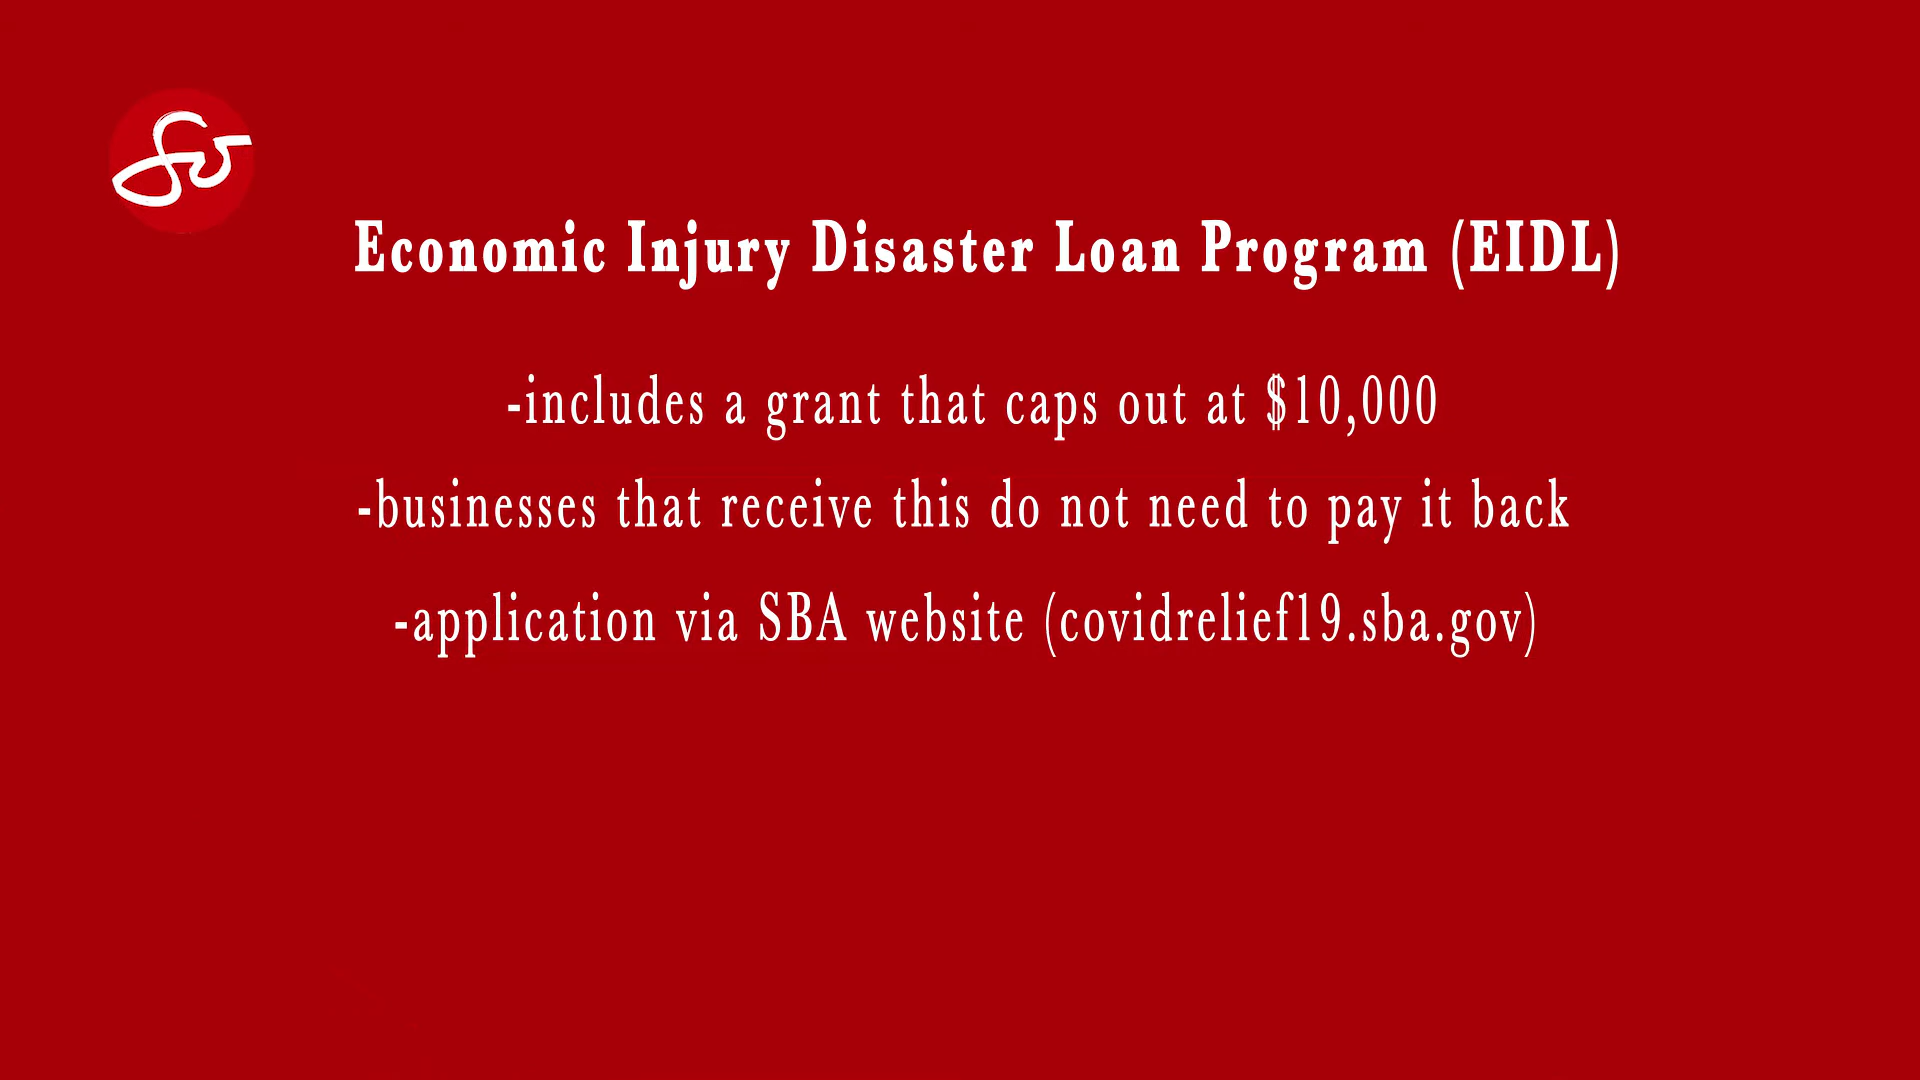 Economic Injury Disaster Loan Program (EIDL)
-includes a grant that caps out at $10,000
-businesses that receive this do not need to pay it back
-application via SBA website (covidrelief19.sba.gov)